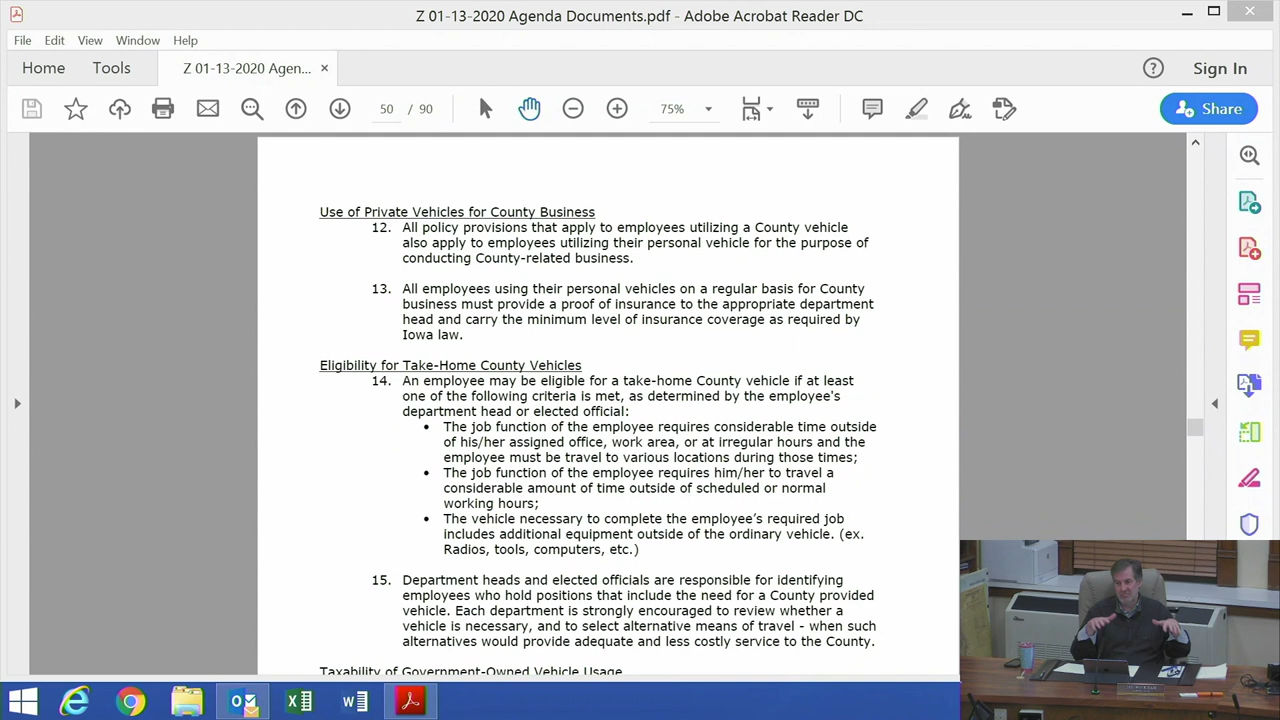 Z 01-13-2020 Agenda Documents.pdf - Adobe Acrobat Reader DC
File Edit View Window Help
Home Tools Z 01-13-2020 Agen... × Sign In
50 / 90 75% Share
Use of Private Vehicles for County Business
12. All policy provisions that apply to employees utilizing a County vehicle
also apply to employees utilizing their personal vehicle for the purpose of
conducting County-related business.
13. All employees using their personal vehicles on a regular basis for County
business must provide a proof of insurance to the appropriate department
head and carry the minimum level of insurance coverage as required by
Iowa law.
Eligibility for Take-Home County Vehicles
14. An employee may be eligible for a take-home County vehicle if at least
one of the following criteria is met, as determined by the employee's
department head or elected official:
• The job function of the employee requires considerable time outside
of his/her assigned office, work area, or at irregular hours and the
employee must be travel to various locations during those times;
• The job function of the employee requires him/her to travel a
considerable amount of time outside of scheduled or normal
working hours;
• The vehicle necessary to complete the employee’s required job
includes additional equipment outside of the ordinary vehicle. (ex.
Radios, tools, computers, etc.)
15. Department heads and elected officials are responsible for identifying
employees who hold positions that include the need for a County provided
vehicle. Each department is strongly encouraged to review whether a
vehicle is necessary, and to select alternative means of travel - when such
alternatives would provide adequate and less costly service to the County.
Taxability of Government-Owned Vehicle Usage